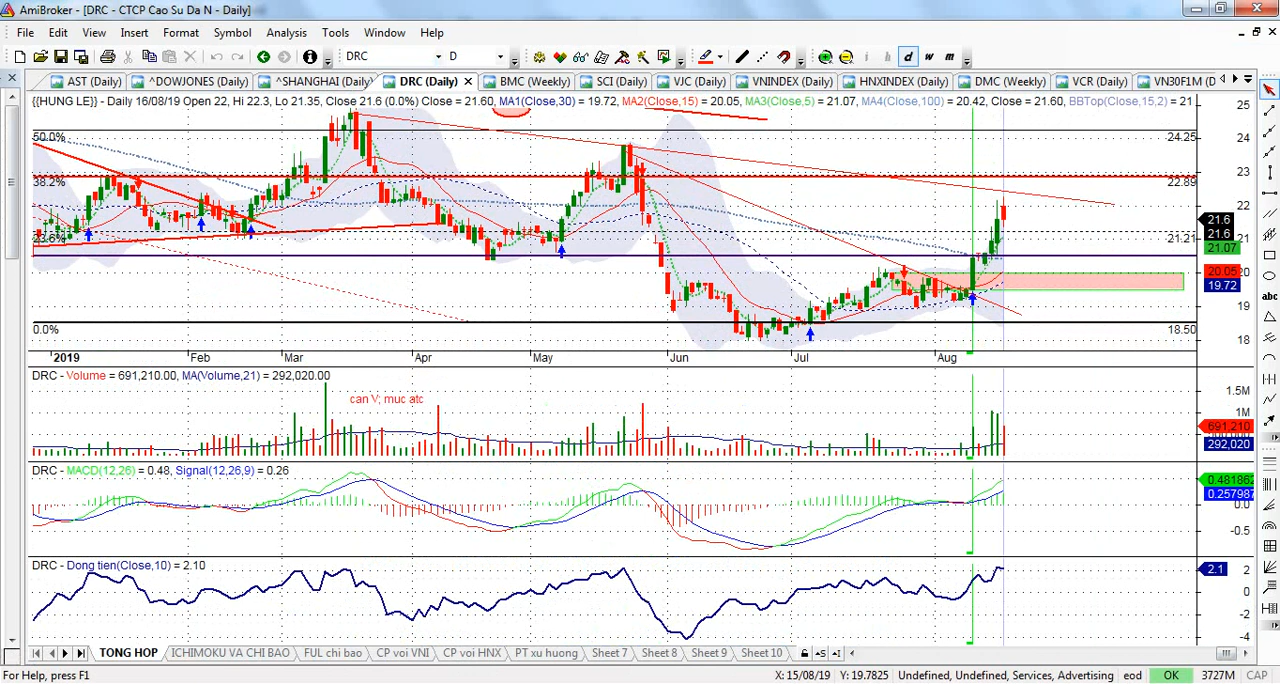 AmiBroker - [DRC - CTCP Cao Su Da N - Daily]
File Edit View Insert Format Symbol Analysis Tools Window Help
DRC D d w m
AST (Daily) ^DOWJONES (Daily) ^SHANGHAI (Daily) DRC (Daily) BMC (Weekly) SCI (Daily) VJC (Daily) VNINDEX (Daily) HNXINDEX (Daily) DMC (Weekly) VCR (Daily) VN30F1M (D
{{HUNG LE}} - Daily 16/08/19 Open 22, Hi 22.3, Lo 21.35, Close 21.6 (0.0%) Close = 21.60, MA1(Close,30) = 19.72, MA2(Close,15) = 20.05, MA3(Close,5) = 21.07, MA4(Close,100) = 20.42, Close = 21.60, BBTop(Close,15,2) = 21
25
50.0% 24.25 24
23
38.2% 22.89
22
21.6
21.6
23.6% 21.21 21
21.07
20.05 20
19.72
19
0.0% 18.50
18
2019 Feb Mar Apr May Jun Jul Aug
DRC - Volume = 691,210.00, MA(Volume,21) = 292,020.00
can V; muc atc
1.5M
1M
691,210
292,020
DRC - MACD(12,26) = 0.48, Signal(12,26,9) = 0.26
0.481862
0.257987
0.0
-0.5
DRC - Dong tien(Close,10) = 2.10
2.1 2
0
-2
-4
TONG HOP ICHIMOKU VA CHI BAO FUL chi bao CP voi VNI CP voi HNX PT xu huong Sheet 7 Sheet 8 Sheet 9 Sheet 10
For Help, press F1 X: 15/08/19 Y: 19.7825 Undefined, Undefined, Services, Advertising eod OK 3727M CAP